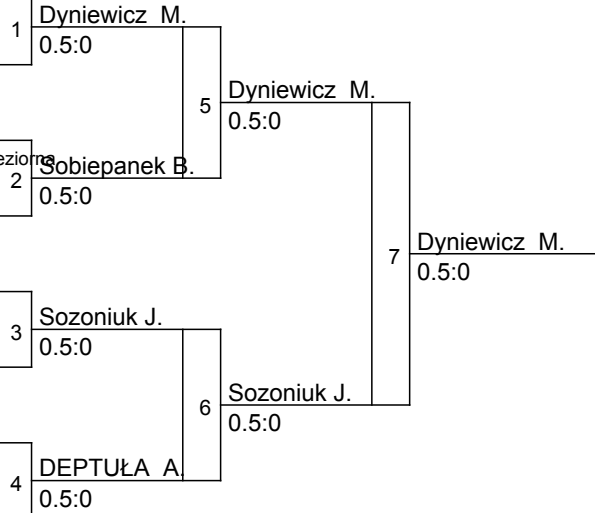 1
Dyniewicz M.
0.5:0
5
Dyniewicz M.
0.5:0
eziorna
2
Sobiepanek B.
0.5:0
7
Dyniewicz M.
0.5:0
3
Sozoniuk J.
0.5:0
6
Sozoniuk J.
0.5:0
4
DEPTUŁA A.
0.5:0